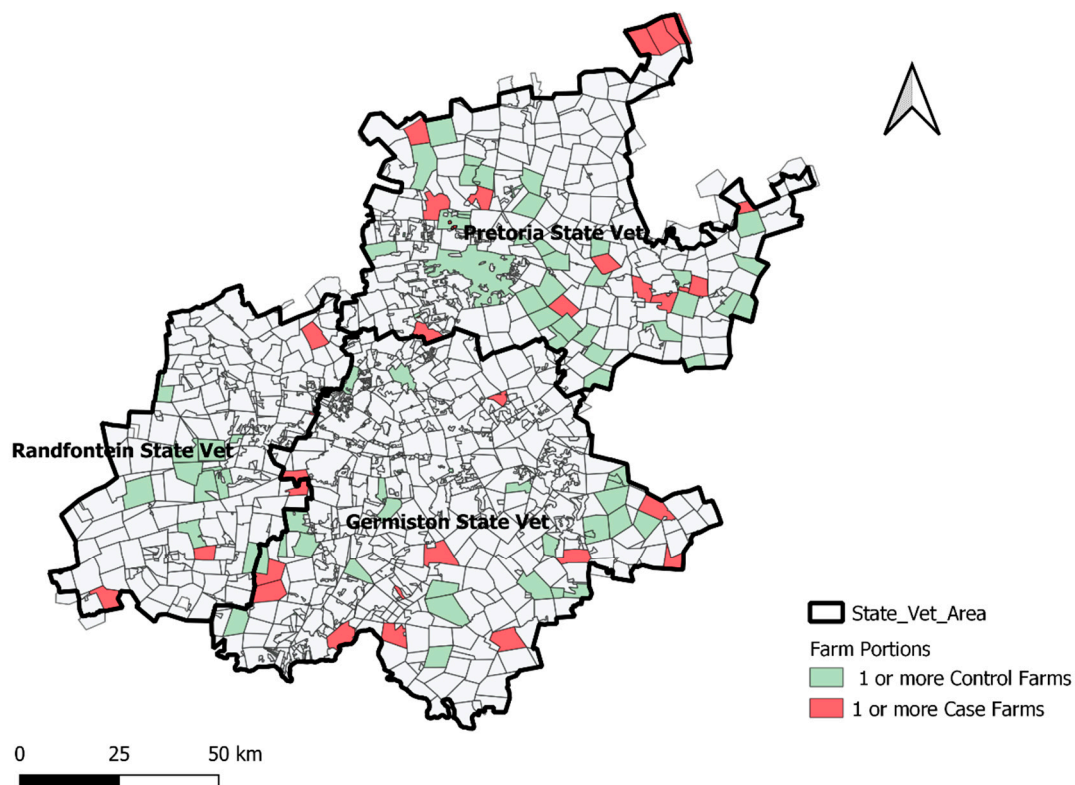 Pretoria State Vet
Randfontein State Vet
Germiston State Vet
State_Vet_Area
Farm Portions
1 or more Control Farms
1 or more Case Farms
0 25 50 km